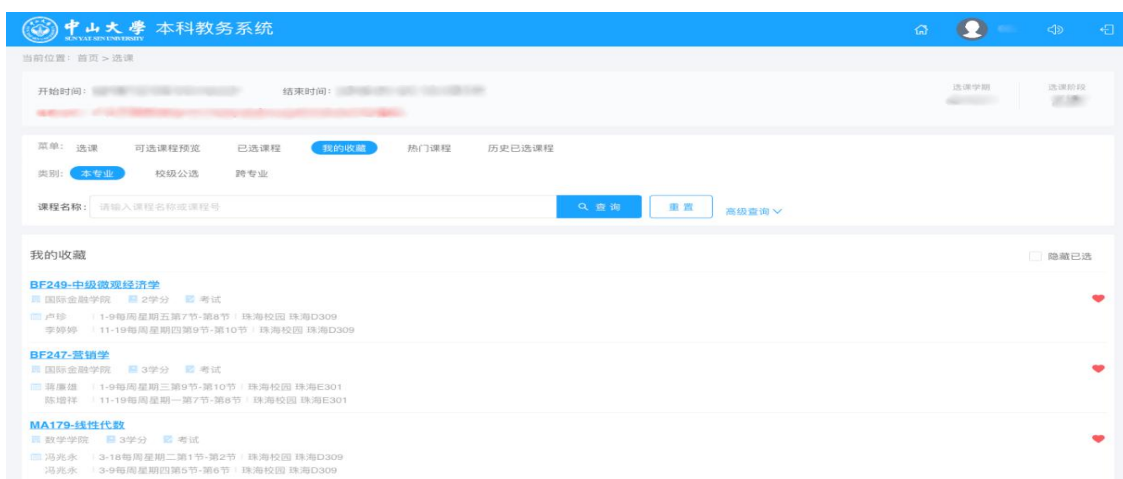 中山大學 本科教务系统
SUN YAT-SEN UNIVERSITY
当前位置：首页 > 选课
开始时间： 结束时间： 选课学期 选课阶段
菜单： 选课 可选课程预览 已选课程 我的收藏 热门课程 历史已选课程
类别： 本专业 校级公选 跨专业
课程名称： 请输入课程名称或课程号 查 询 重 置 高级查询
我的收藏 隐藏已选
BF249-中级微观经济学
国际金融学院 2学分 考试
卢珍 1-9每周星期五第7节-第8节 珠海校园 珠海D309
李婷婷 11-19每周星期四第9节-第10节 珠海校园 珠海D309
BF247-营销学
国际金融学院 3学分 考试
蒋廉雄 1-9每周星期三第9节-第10节 珠海校园 珠海E301
陈增祥 11-19每周星期一第7节-第8节 珠海校园 珠海E301
MA179-线性代数
数学学院 3学分 考试
冯兆永 3-18每周星期二第1节-第2节 珠海校园 珠海D309
冯兆永 3-9每周星期四第5节-第6节 珠海校园 珠海D309